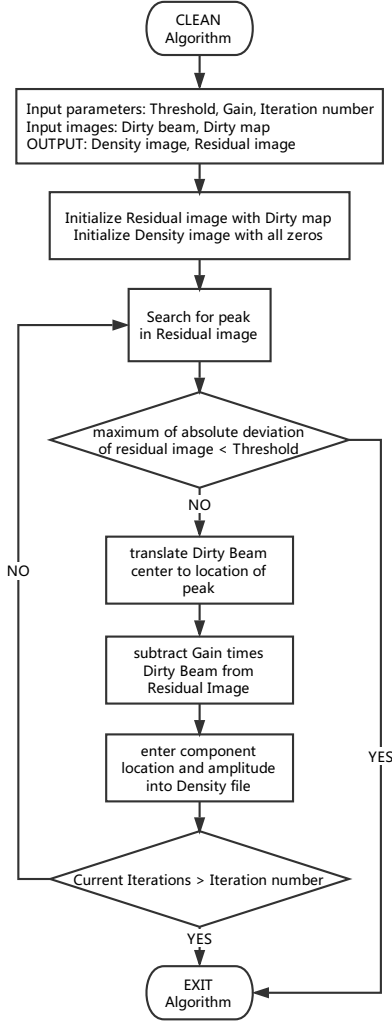 CLEAN
Algorithm
Input parameters: Threshold, Gain, Iteration number
Input images: Dirty beam, Dirty map
OUTPUT: Density image, Residual image
Initialize Residual image with Dirty map
Initialize Density image with all zeros
Search for peak
in Residual image
maximum of absolute deviation
of residual image < Threshold
NO
translate Dirty Beam
center to location of
peak
NO
subtract Gain times
Dirty Beam from
Residual Image
enter component
location and amplitude
into Density file
YES
Current Iterations > Iteration number
YES
EXIT
Algorithm